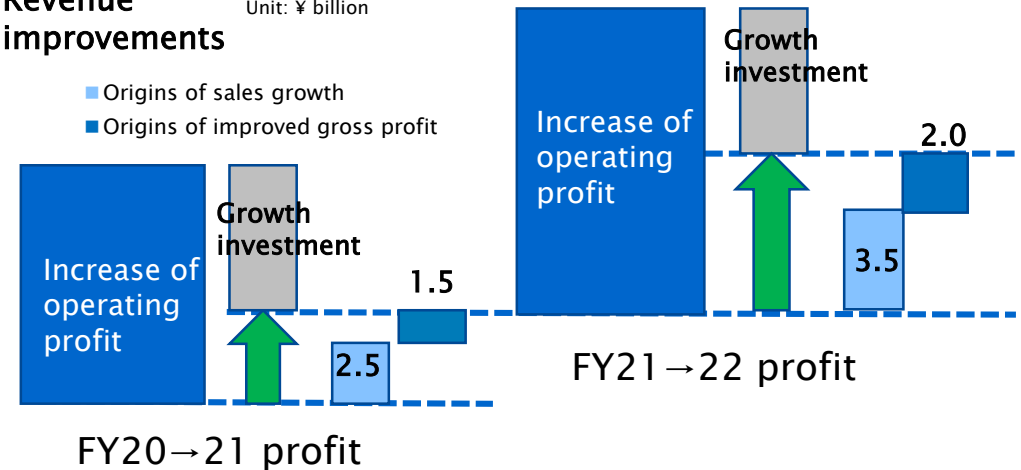 Revenue
improvements
Unit: ¥ billion
Origins of sales growth
Origins of improved gross profit
Increase of
operating
profit
Growth
investment
2.5
1.5
FY20→21 profit
Increase of
operating
profit
Growth
investment
3.5
2.0
FY21→22 profit